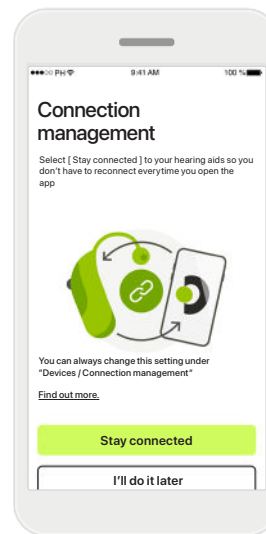 PH 9:41 AM 100 %
Connection
management
Select [ Stay connected ] to your hearing aids so you
don't have to reconnect everytime you open the
app
You can always change this setting under
"Devices / Connection management"
Find out more.
Stay connected
I'll do it later